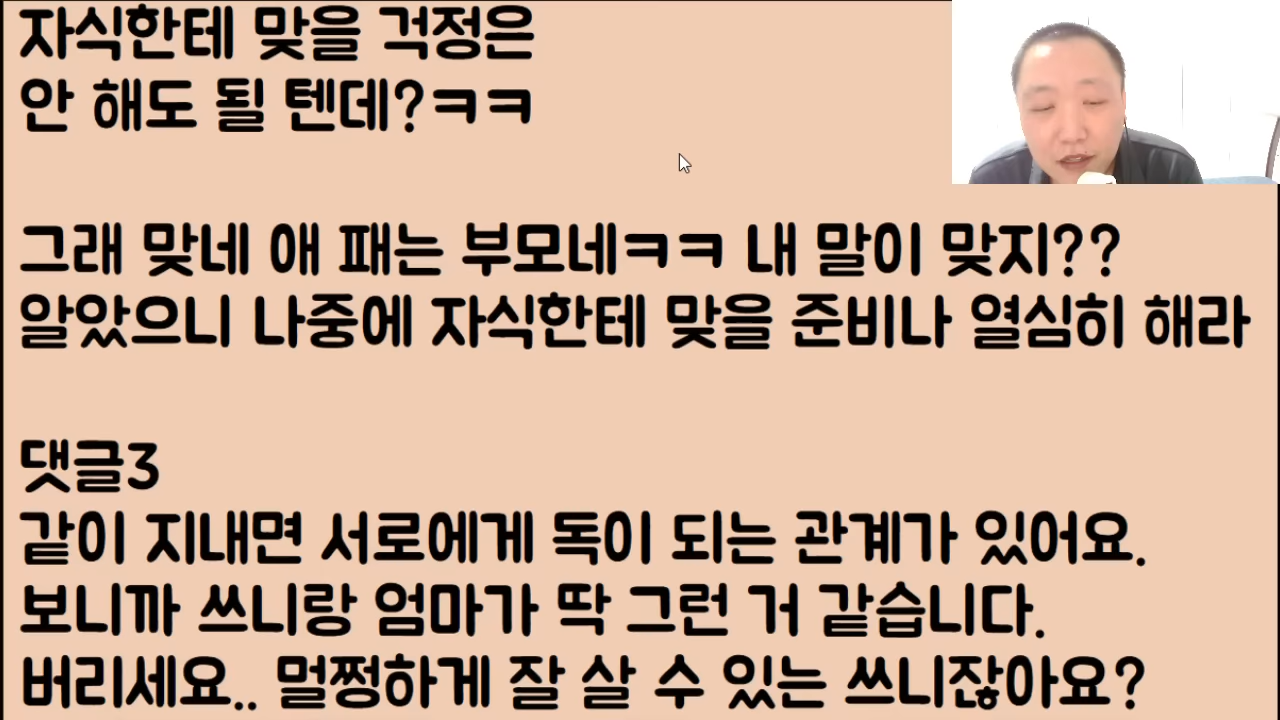 자식한테 맞을 걱정은
안 해도 될 텐데?ㅋㅋ
그래 맞네 애 패는 부모네ㅋㅋ 내 말이 맞지??
알았으니 나중에 자식한테 맞을 준비나 열심히 해라
댓글3
같이 지내면 서로에게 독이 되는 관계가 있어요.
보니까 쓰니랑 엄마가 딱 그런 거 같습니다.
버리세요.. 멀쩡하게 잘 살 수 있는 쓰니잖아요?